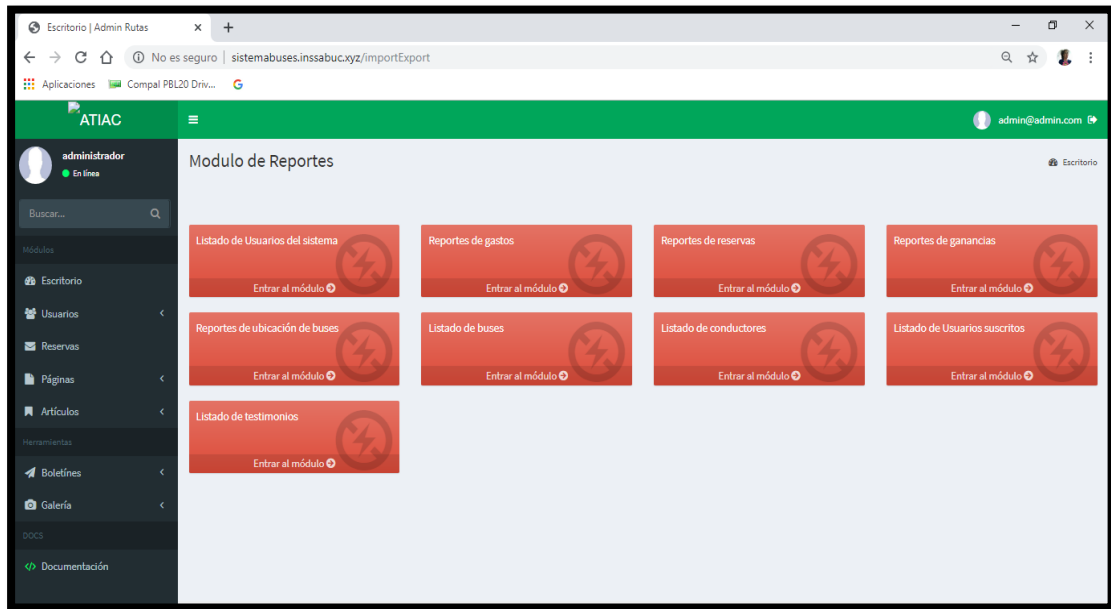 Escritorio | Admin Rutas
No es seguro | sistemabuses.inssabuc.xyz/importExport
Aplicaciones Compal PBL20 Driv...
ATIAC
admin@admin.com
administrador
En línea
Modulo de Reportes
Escritorio
Buscar...
Módulos
Escritorio
Usuarios
Reservas
Páginas
Artículos
Herramientas
Boletínes
Galería
DOCS
Documentación
Listado de Usuarios del sistema
Entrar al módulo
Reportes de gastos
Entrar al módulo
Reportes de reservas
Entrar al módulo
Reportes de ganancias
Entrar al módulo
Reportes de ubicación de buses
Entrar al módulo
Listado de buses
Entrar al módulo
Listado de conductores
Entrar al módulo
Listado de Usuarios suscritos
Entrar al módulo
Listado de testimonios
Entrar al módulo